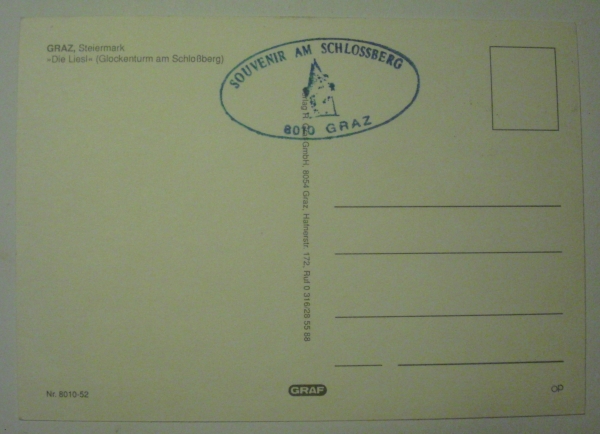 GRAZ, Steiermark
»Die Liesl« (Glockenturm am Schloßberg)
SOUVENIR AM SCHLOSSBERG
8010 GRAZ
GmbH, 8054 Graz, Hafnerstr. 172, Ruf 0 316/28 55 88
Nr. 8010-52
GRAF
OP